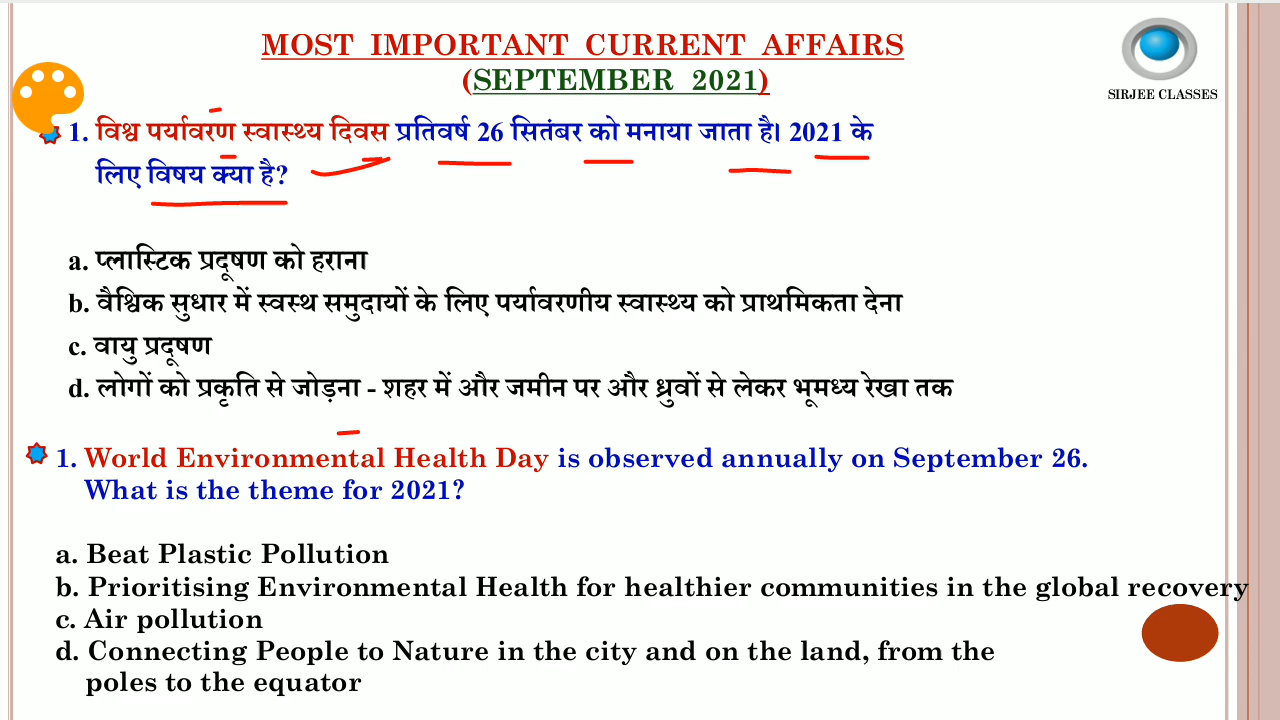 MOST IMPORTANT CURRENT AFFAIRS
(SEPTEMBER 2021)
SIRJEE CLASSES
1. विश्व पर्यावरण स्वास्थ्य दिवस प्रतिवर्ष 26 सितंबर को मनाया जाता है। 2021 के
लिए विषय क्या है?
a. प्लास्टिक प्रदूषण को हराना
b. वैश्विक सुधार में स्वस्थ समुदायों के लिए पर्यावरणीय स्वास्थ्य को प्राथमिकता देना
c. वायु प्रदूषण
d. लोगों को प्रकृति से जोड़ना - शहर में और जमीन पर और ध्रुवों से लेकर भूमध्य रेखा तक
1. World Environmental Health Day is observed annually on September 26.
What is the theme for 2021?
a. Beat Plastic Pollution
b. Prioritising Environmental Health for healthier communities in the global recovery
c. Air pollution
d. Connecting People to Nature in the city and on the land, from the
poles to the equator